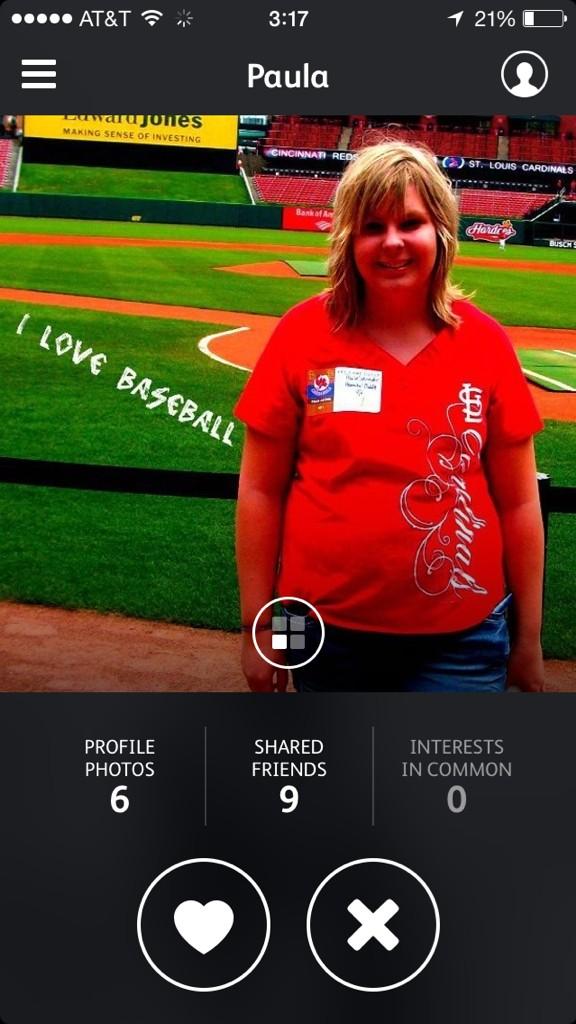 AT&T 3:17 21%
Paula
Edward Jones
MAKING SENSE OF INVESTING
CINCINNATI REDS
ST. LOUIS CARDINALS
Bank of Am
Hardee's
BUSCH S
I LOVE BASEBALL
STL
Cardinals
PROFILE PHOTOS
6
SHARED FRIENDS
9
INTERESTS IN COMMON
0